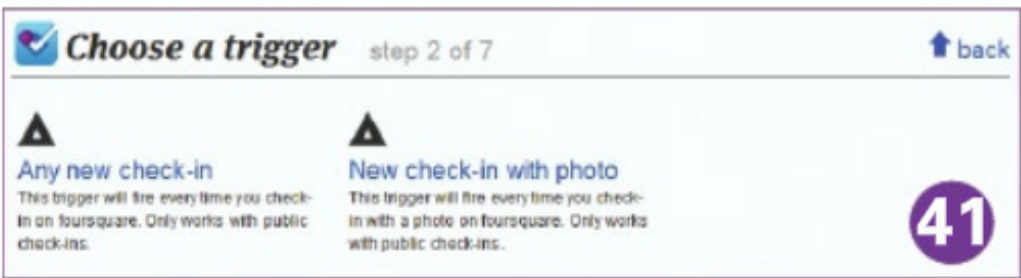 Choose a trigger step 2 of 7 back
Any new check-in
This trigger will fire every time you check-
in on foursquare. Only works with public
check-ins.
New check-in with photo
This trigger will fire every time you check-
in with a photo on foursquare. Only works
with public check-ins.
41